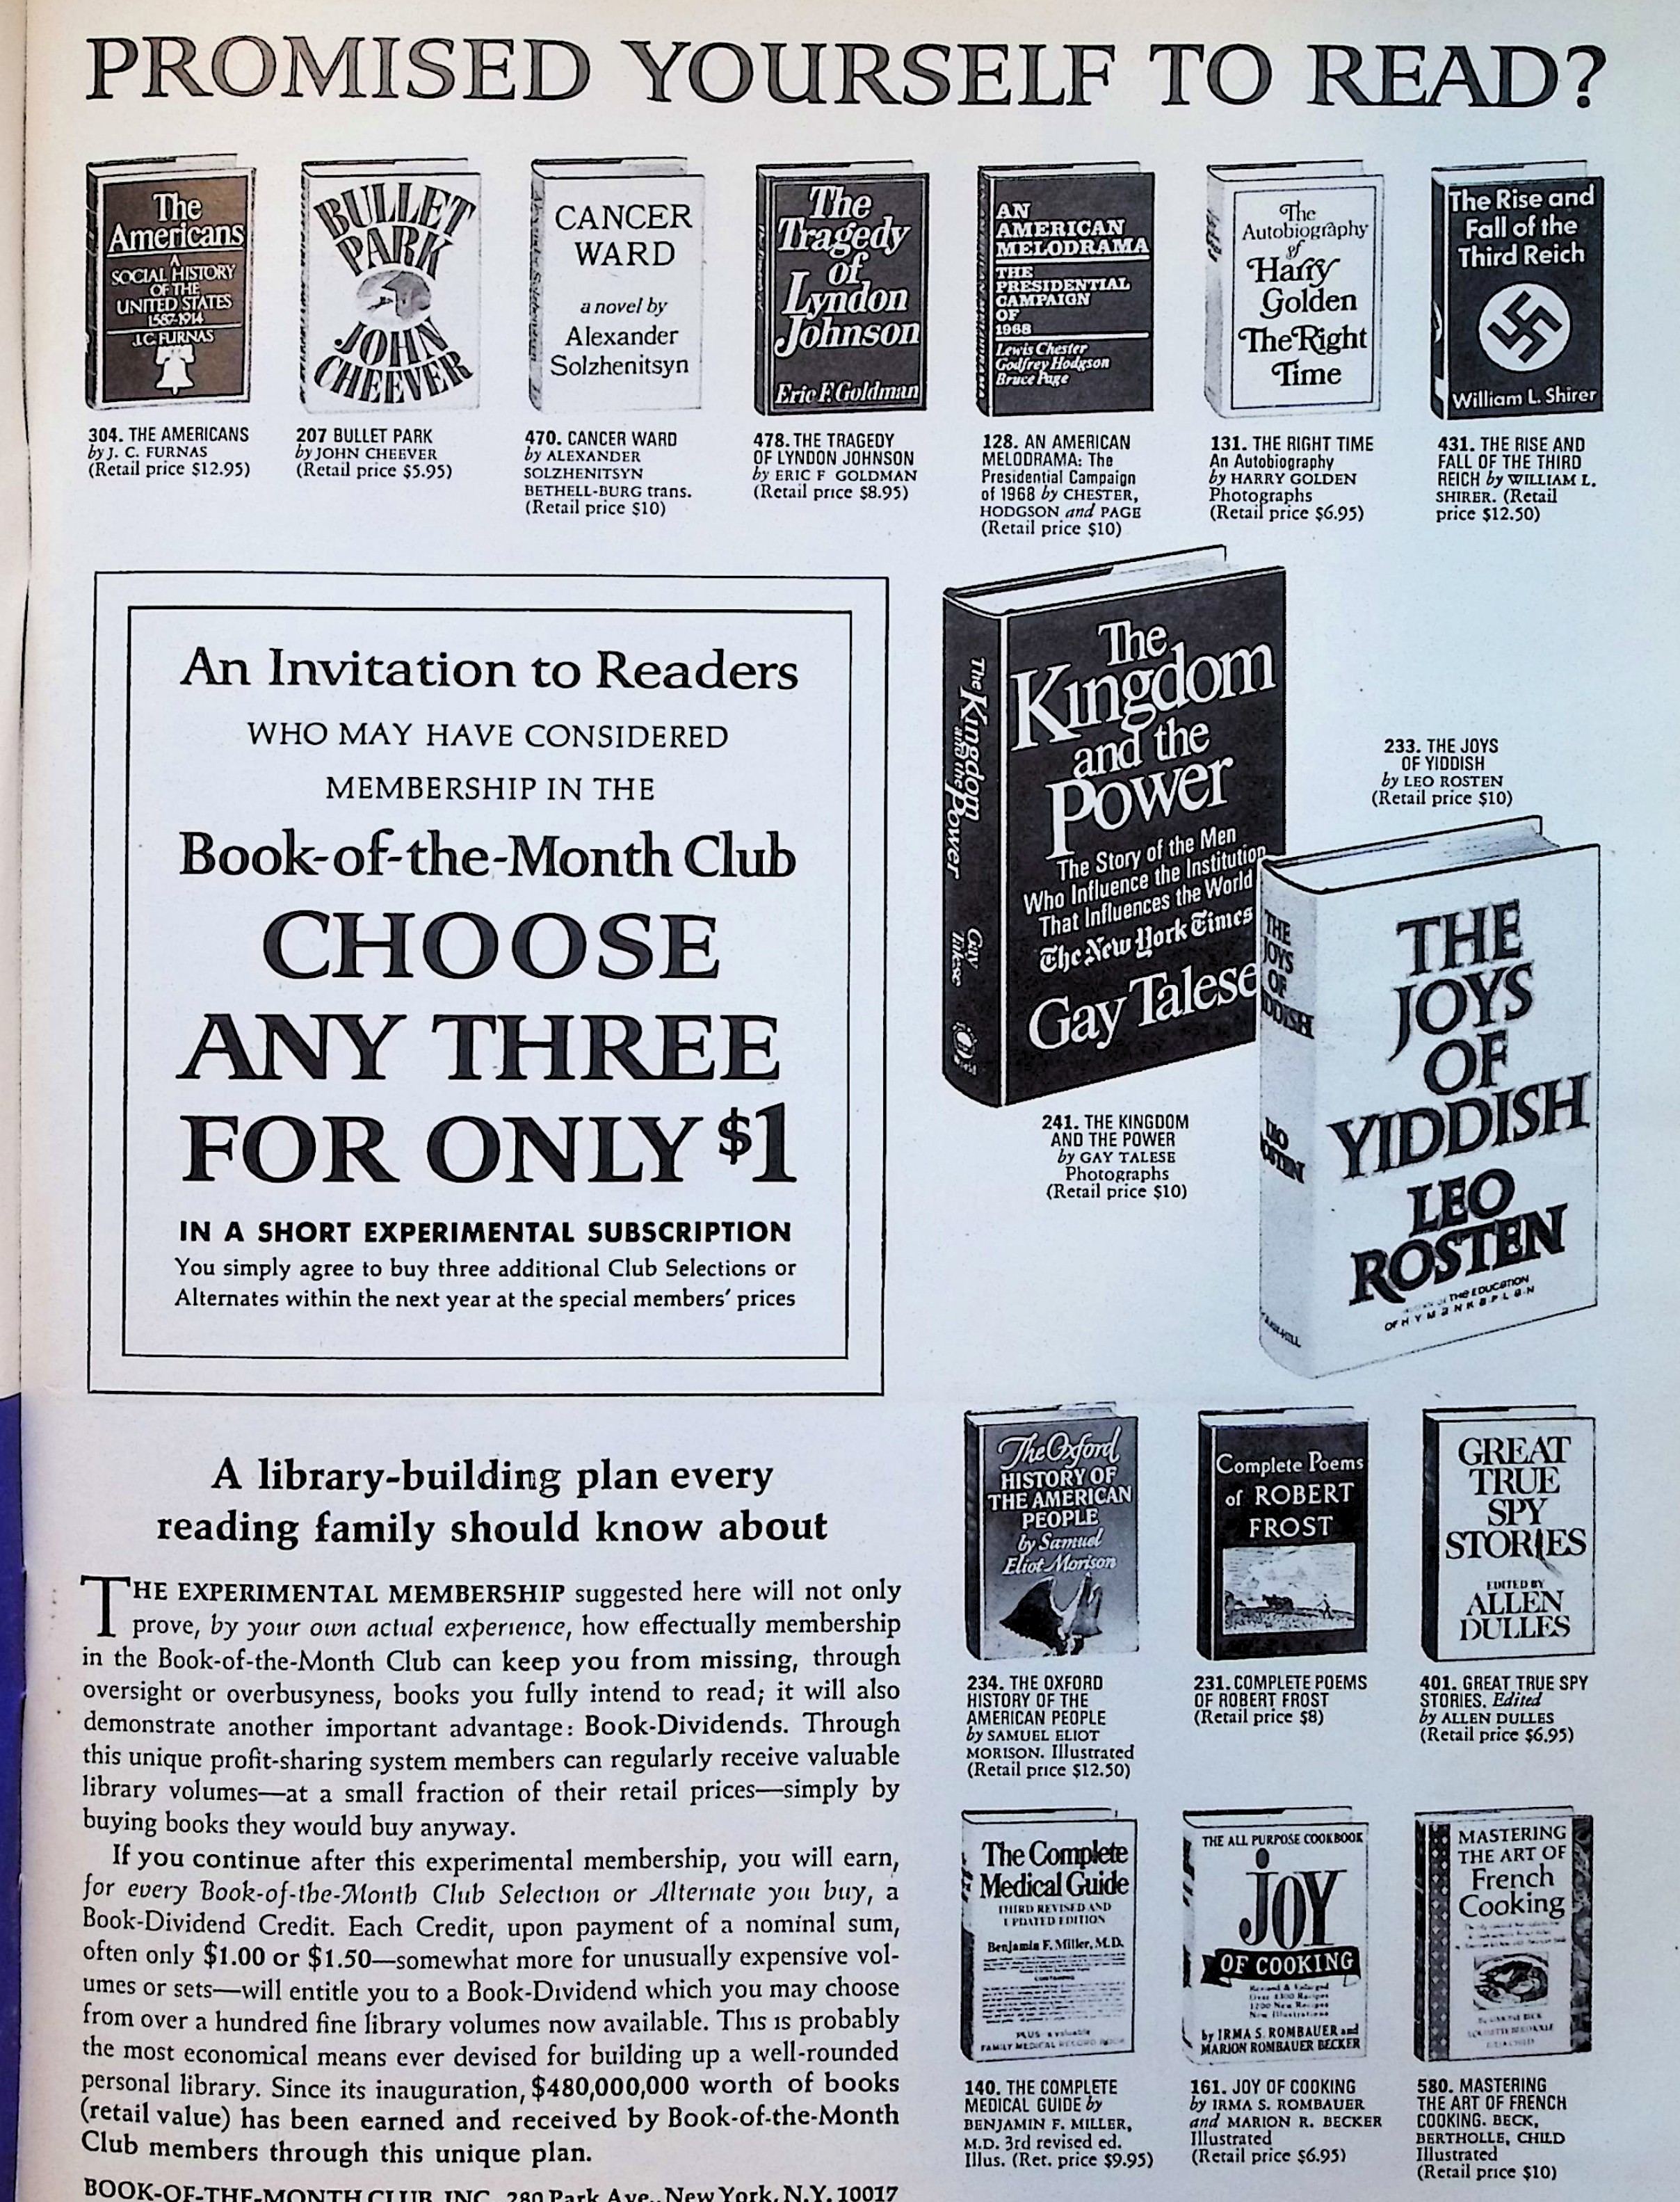 PROMISED YOURSELF TO READ?
The
Americans
A
SOCIAL HISTORY
OF THE
UNITED STATES
1587-1914
J.C. FURNAS
304. THE AMERICANS
by J. C. FURNAS
(Retail price $12.95)
BULLET
PARK
JOHN
CHEEVER
207 BULLET PARK
by JOHN CHEEVER
(Retail price $5.95)
CANCER
WARD
a novel by
Alexander
Solzhenitsyn
470. CANCER WARD
by ALEXANDER
SOLZHENITSYN
BETHELL-BURG trans.
(Retail price $10)
The
Tragedy
of
Lyndon
Johnson
Eric F. Goldman
478. THE TRAGEDY
OF LYNDON JOHNSON
by ERIC F GOLDMAN
(Retail price $8.95)
AN
AMERICAN
MELODRAMA
THE
PRESIDENTIAL
CAMPAIGN
OF
1968
Lewis Chester
Godfrey Hodgson
Bruce Page
128. AN AMERICAN
MELODRAMA: The
Presidential Campaign
of 1968 by CHESTER,
HODGSON and PAGE
(Retail price $10)
The
Autobiography
of
Harry
Golden
The Right
Time
131. THE RIGHT TIME
An Autobiography
by HARRY GOLDEN
Photographs
(Retail price $6.95)
The Rise and
Fall of the
Third Reich
William L. Shirer
431. THE RISE AND
FALL OF THE THIRD
REICH by WILLIAM L.
SHIRER. (Retail
price $12.50)
An Invitation to Readers
WHO MAY HAVE CONSIDERED
MEMBERSHIP IN THE
Book-of-the-Month Club
CHOOSE
ANY THREE
FOR ONLY $1
IN A SHORT EXPERIMENTAL SUBSCRIPTION
You simply agree to buy three additional Club Selections or
Alternates within the next year at the special members' prices
The Kingdom
and the Power
Gay
Talese
The
Kingdom
and the
Power
The Story of the Men
Who Influence the Institution
That Influences the World
The New York Times
Gay Talese
241. THE KINGDOM
AND THE POWER
by GAY TALESE
Photographs
(Retail price $10)
233. THE JOYS
OF YIDDISH
by LEO ROSTEN
(Retail price $10)
THE
JOYS
OF
THE
JOYS
OF
YIDDISH
LEO
ROSTEN
THE EDUCATION
OF HYMAN KAPLAN
A library-building plan every
reading family should know about
THE EXPERIMENTAL MEMBERSHIP suggested here will not only
prove, by your own actual experience, how effectually membership
in the Book-of-the-Month Club can keep you from missing, through
oversight or overbusyness, books you fully intend to read; it will also
demonstrate another important advantage: Book-Dividends. Through
this unique profit-sharing system members can regularly receive valuable
library volumes—at a small fraction of their retail prices—simply by
buying books they would buy anyway.
If you continue after this experimental membership, you will earn,
for every Book-of-the-Month Club Selection or Alternate you buy, a
Book-Dividend Credit. Each Credit, upon payment of a nominal sum,
often only $1.00 or $1.50—somewhat more for unusually expensive vol-
umes or sets—will entitle you to a Book-Dividend which you may choose
from over a hundred fine library volumes now available. This is probably
the most economical means ever devised for building up a well-rounded
personal library. Since its inauguration, $480,000,000 worth of books
(retail value) has been earned and received by Book-of-the-Month
Club members through this unique plan.
BOOK-OF-THE-MONTH CLUB, INC. 280 Park Ave., New York, N.Y. 10017
The Oxford
HISTORY OF
THE AMERICAN
PEOPLE
by Samuel
Eliot Morison
234. THE OXFORD
HISTORY OF THE
AMERICAN PEOPLE
by SAMUEL ELIOT
MORISON. Illustrated
(Retail price $12.50)
Complete Poems
of ROBERT
FROST
231. COMPLETE POEMS
OF ROBERT FROST
(Retail price $8)
GREAT
TRUE
SPY
STORIES
EDITED BY
ALLEN
DULLES
401. GREAT TRUE SPY
STORIES. Edited
by ALLEN DULLES
(Retail price $6.95)
The Complete
Medical Guide
THIRD REVISED AND
UPDATED EDITION
Benjamin F. Miller, M.D.
PLUS a valuable
FAMILY MEDICAL RECORD BOOK
140. THE COMPLETE
MEDICAL GUIDE by
BENJAMIN F. MILLER,
M.D. 3rd revised ed.
Illus. (Ret. price $9.95)
THE ALL PURPOSE COOKBOOK
JOY
OF COOKING
Revised & Enlarged
Over 4300 Recipes
1200 New Recipes
New Illustrations
by IRMA S. ROMBAUER and
MARION ROMBAUER BECKER
161. JOY OF COOKING
by IRMA S. ROMBAUER
and MARION R. BECKER
Illustrated
(Retail price $6.95)
MASTERING
THE ART OF
French
Cooking
580. MASTERING
THE ART OF FRENCH
COOKING. BECK,
BERTHOLLE, CHILD
Illustrated
(Retail price $10)